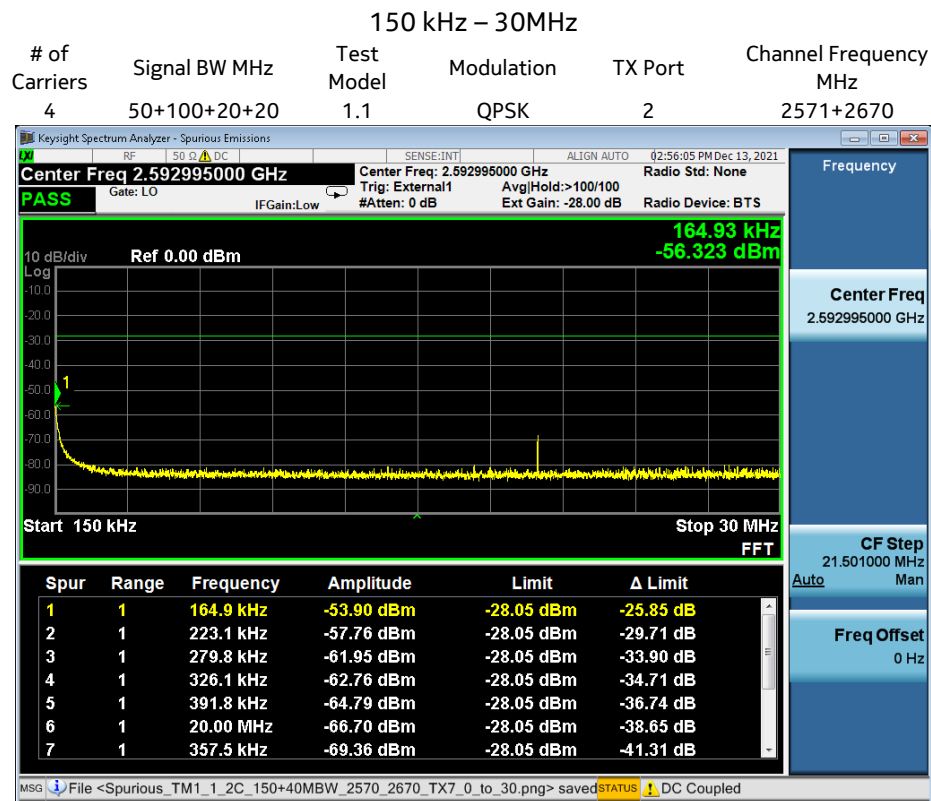 150 kHz – 30MHz
# of Carriers Signal BW MHz Test Model Modulation TX Port Channel Frequency MHz
4 50+100+20+20 1.1 QPSK 2 2571+2670
Keysight Spectrum Analyzer - Spurious Emissions
LXI RF 50 Ω DC SENSE:INT ALIGN AUTO 02:56:05 PM Dec 13, 2021
Center Freq 2.592995000 GHz Center Freq: 2.592995000 GHz Radio Std: None
Gate: LO Trig: External1 Avg|Hold:>100/100
PASS IFGain:Low #Atten: 0 dB Ext Gain: -28.00 dB Radio Device: BTS
164.93 kHz
-56.323 dBm
10 dB/div Ref 0.00 dBm
Log
-10.0
-20.0
-30.0
-40.0
1
-50.0
-60.0
-70.0
-80.0
-90.0
Start 150 kHz Stop 30 MHz
FFT
Spur Range Frequency Amplitude Limit Δ Limit
1 1 164.9 kHz -53.90 dBm -28.05 dBm -25.85 dB
2 1 223.1 kHz -57.76 dBm -28.05 dBm -29.71 dB
3 1 279.8 kHz -61.95 dBm -28.05 dBm -33.90 dB
4 1 326.1 kHz -62.76 dBm -28.05 dBm -34.71 dB
5 1 391.8 kHz -64.79 dBm -28.05 dBm -36.74 dB
6 1 20.00 MHz -66.70 dBm -28.05 dBm -38.65 dB
7 1 357.5 kHz -69.36 dBm -28.05 dBm -41.31 dB
Frequency
Center Freq
2.592995000 GHz
CF Step
21.501000 MHz
Auto Man
Freq Offset
0 Hz
MSG File <Spurious_TM1_1_2C_150+40MBW_2570_2670_TX7_0_to_30.png> saved STATUS DC Coupled